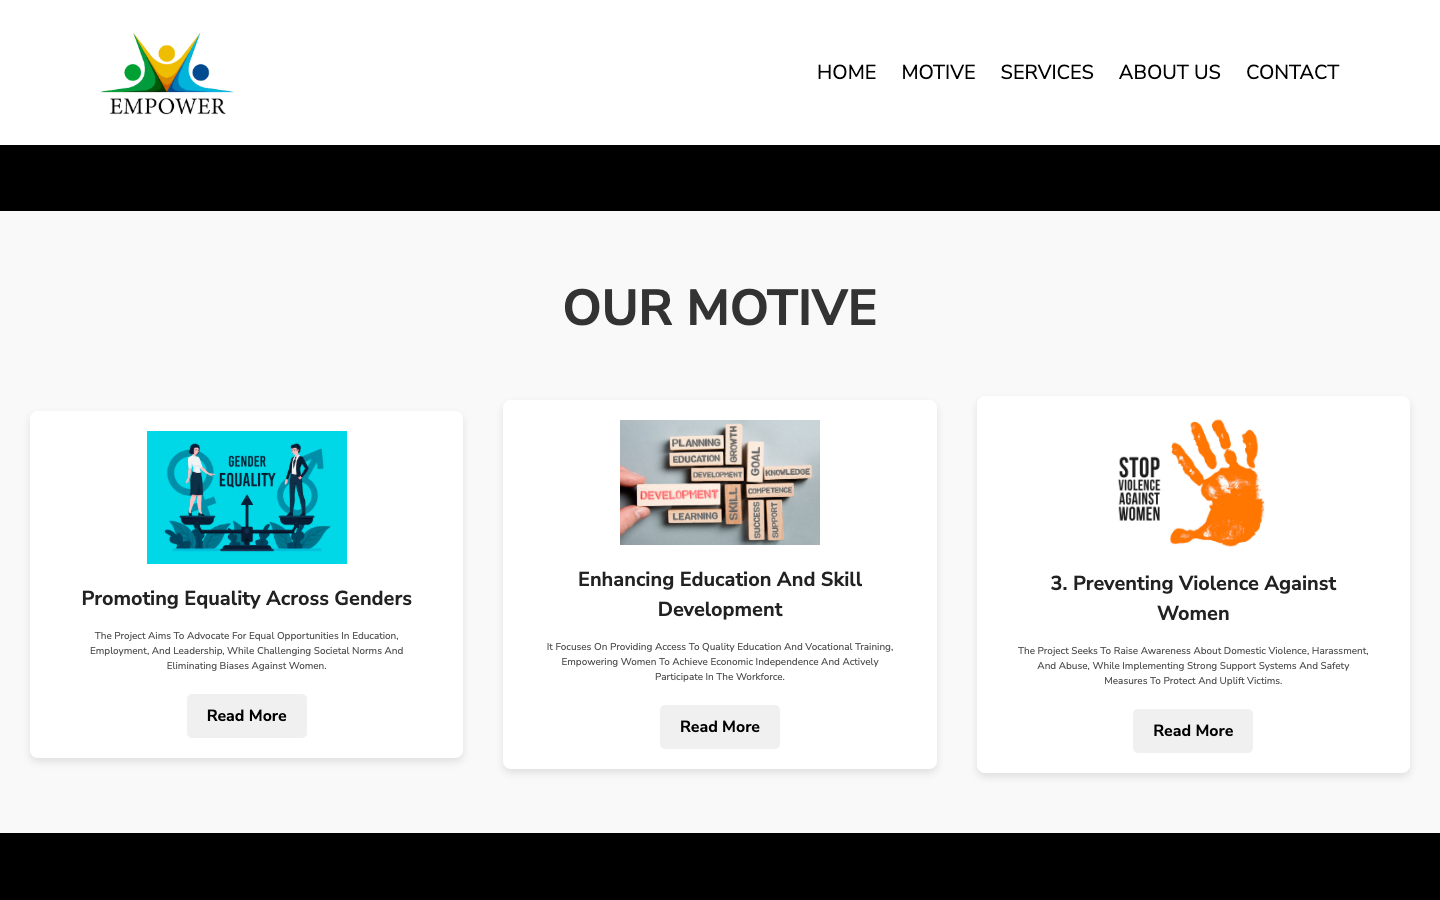 EMPOWER
HOME MOTIVE SERVICES ABOUT US CONTACT
OUR MOTIVE
GENDER
EQUALITY
Promoting Equality Across Genders
The Project Aims To Advocate For Equal Opportunities In Education,
Employment, And Leadership, While Challenging Societal Norms And
Eliminating Biases Against Women.
Read More
PLANNING
GROWTH
EDUCATION
GOAL
DEVELOPMENT
KNOWLEDGE
DEVELOPMENT
SKILL
COMPETENCE
LEARNING
SUCCESS
SUPPORT
Enhancing Education And Skill
Development
It Focuses On Providing Access To Quality Education And Vocational Training,
Empowering Women To Achieve Economic Independence And Actively
Participate In The Workforce.
Read More
STOP
VIOLENCE
AGAINST
WOMEN
3. Preventing Violence Against
Women
The Project Seeks To Raise Awareness About Domestic Violence, Harassment,
And Abuse, While Implementing Strong Support Systems And Safety
Measures To Protect And Uplift Victims.
Read More